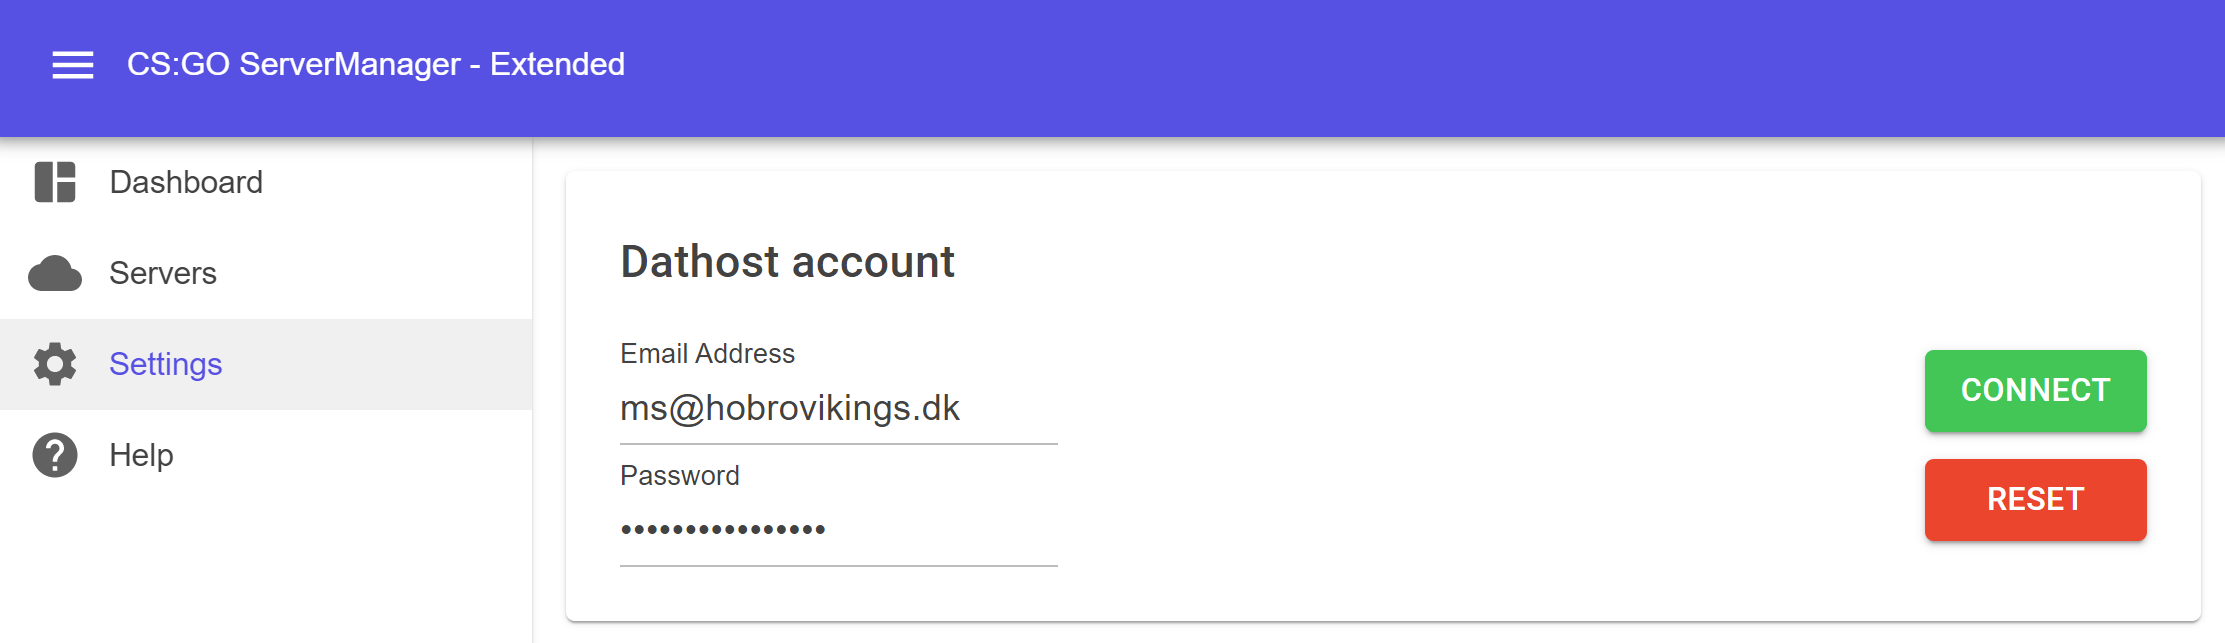 CS:GO ServerManager - Extended
Dashboard
Servers
Settings
Help
Dathost account
Email Address
ms@hobrovikings.dk
Password
••••••••••••••••
CONNECT
RESET